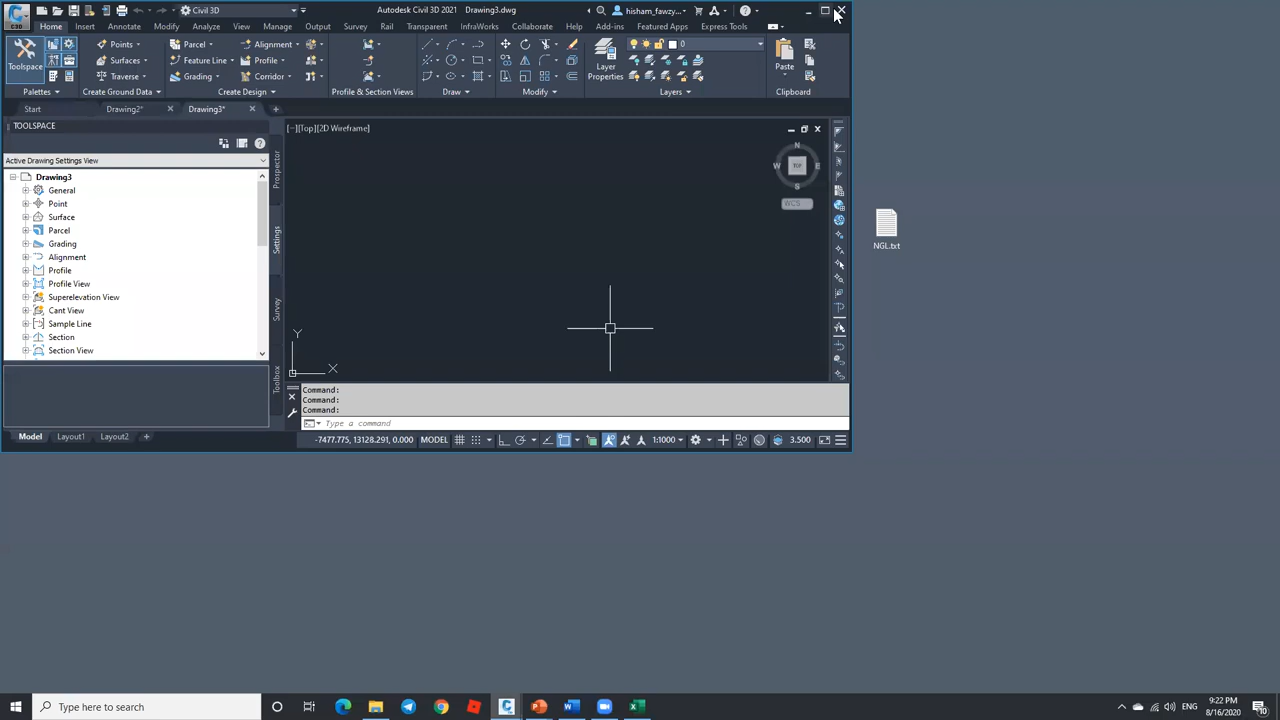 C3D
Civil 3D
Autodesk Civil 3D 2021 Drawing3.dwg
hisham_fawzy...
Home Insert Annotate Modify Analyze View Manage Output Survey Rail Transparent InfraWorks Collaborate Help Add-ins Featured Apps Express Tools
Points Parcel Alignment 0
Toolspace Surfaces Feature Line Profile Layer Properties Paste
Traverse Grading Corridor
Palettes Create Ground Data Create Design Profile & Section Views Draw Modify Layers Clipboard
Start Drawing2* Drawing3*
TOOLSPACE
[−][Top][2D Wireframe]
N
W TOP E
S
WCS
Active Drawing Settings View
Drawing3
General
Point
Surface
Parcel
Grading
Alignment
Profile
Profile View
Superelevation View
Cant View
Sample Line
Section
Section View
Prospector
Settings
Survey
Toolbox
Y
X
NGL.txt
Command:
Command:
Command:
Type a command
Model Layout1 Layout2 +
-7477.775, 13128.291, 0.000 MODEL 1:1000 3.500
Type here to search
ENG
9:22 PM
8/16/2020
10